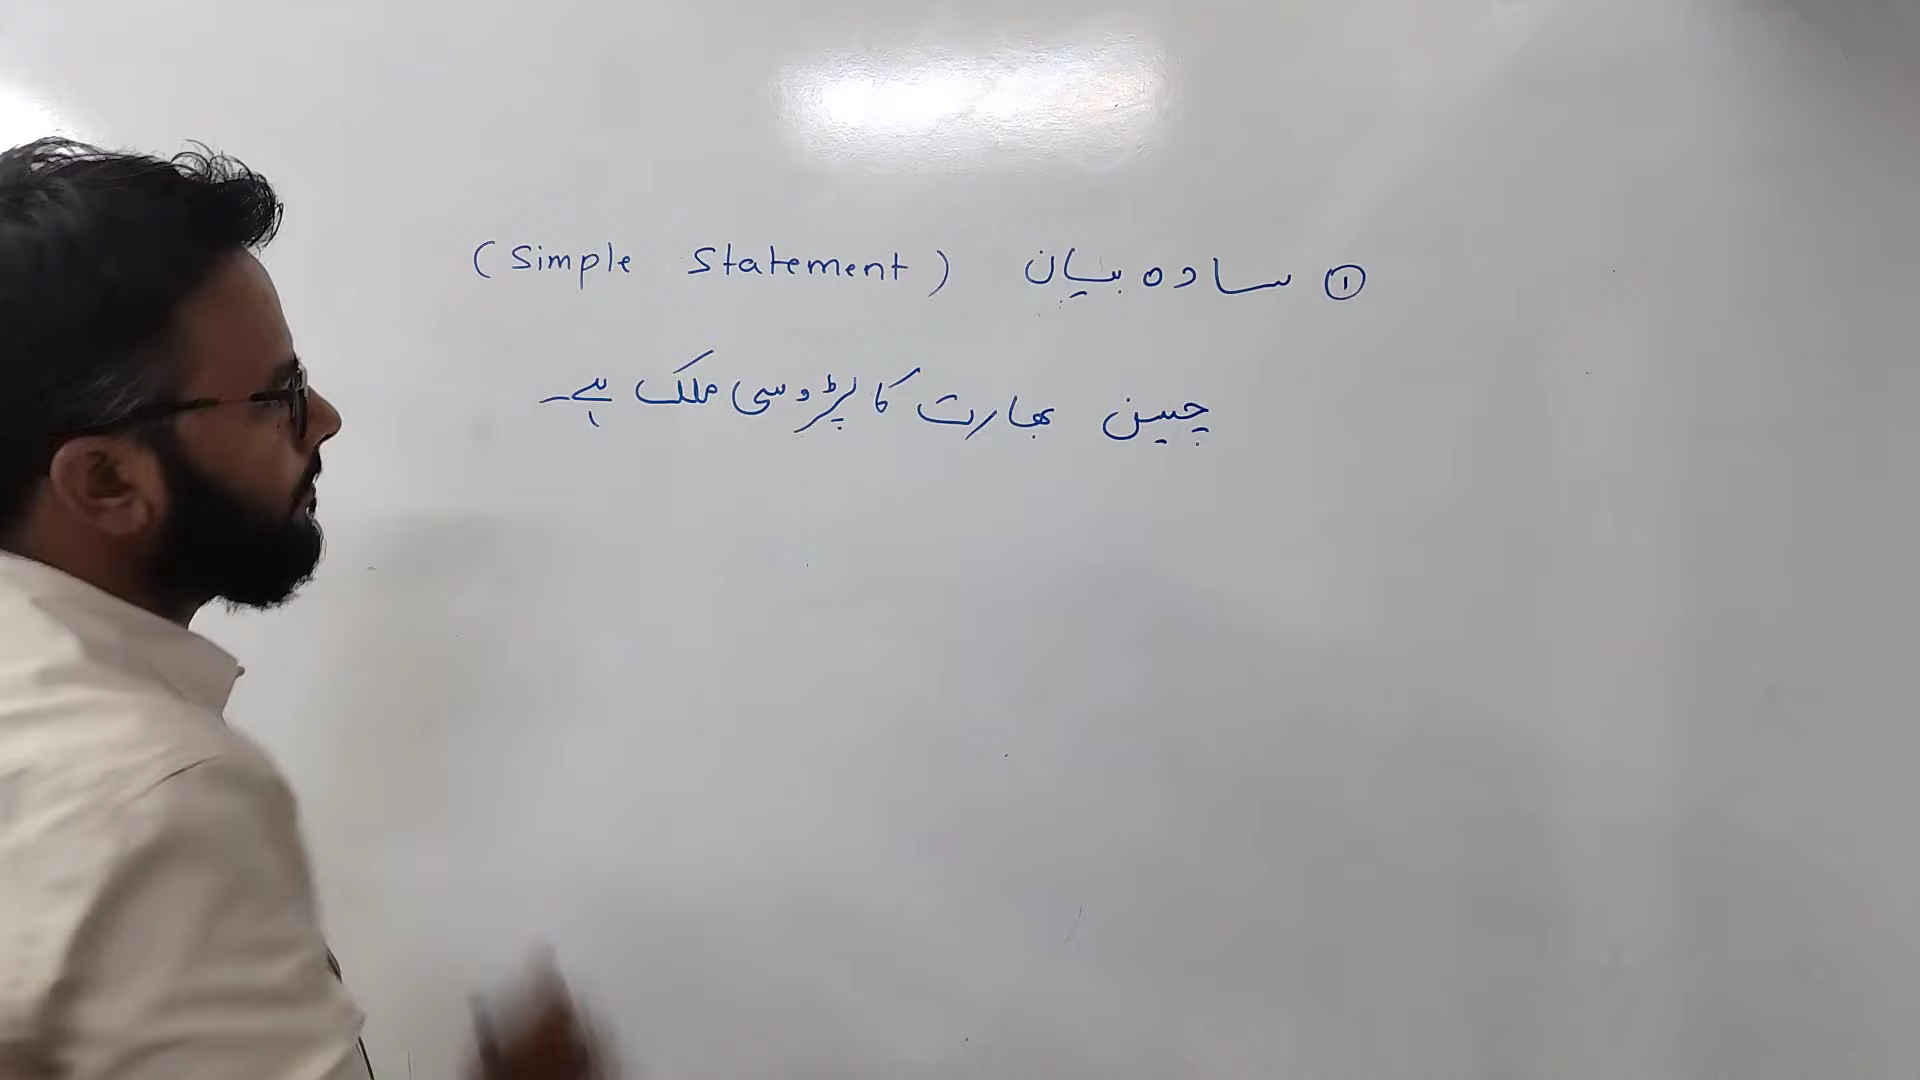 ① سادہ بیان (Simple Statement)
چین بھارت کا پڑوسی ملک ہے۔